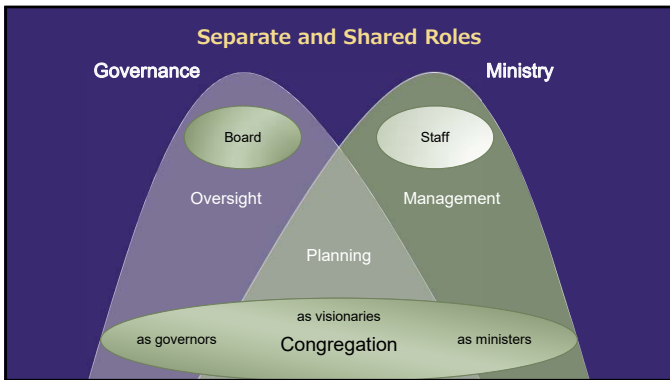 Separate and Shared Roles
Governance Ministry
Board Staff
Oversight Management
Planning
as visionaries
as governors Congregation as ministers